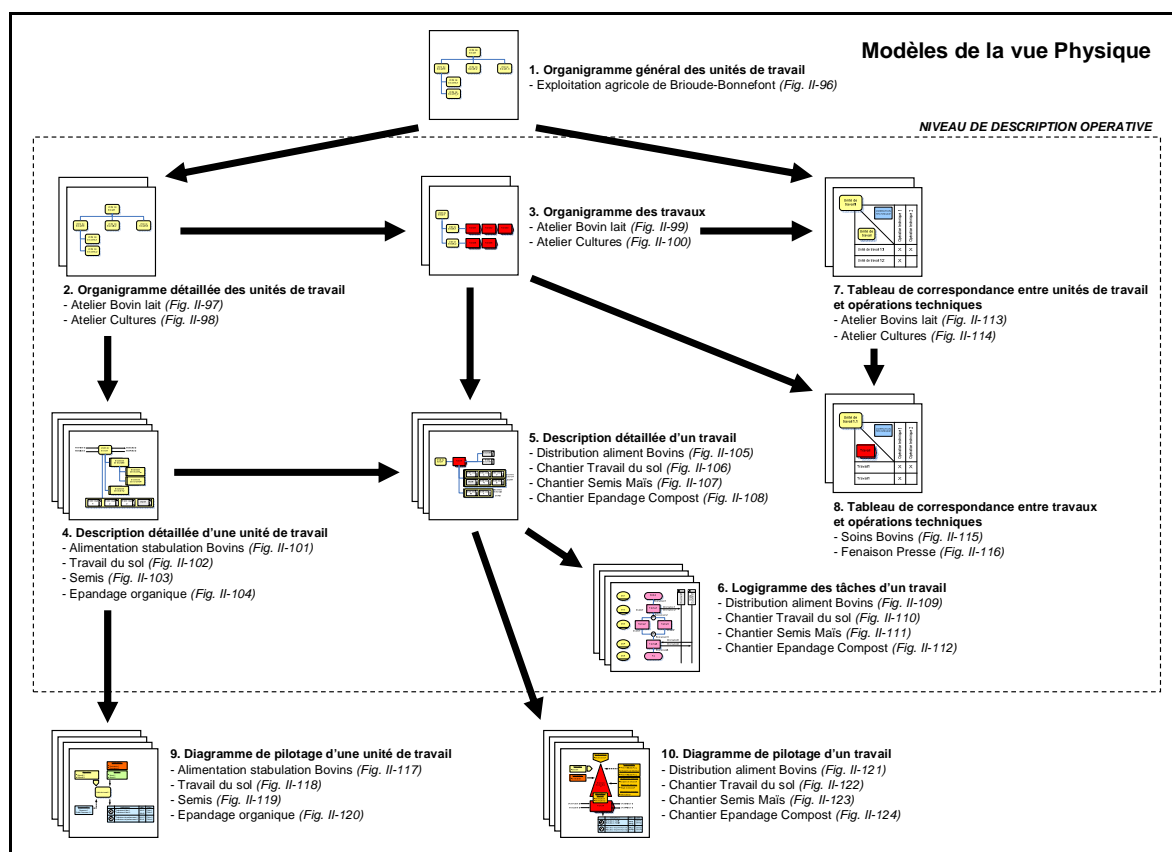 Modèles de la vue Physique
1. Organigramme général des unités de travail
- Exploitation agricole de Brioude-Bonnefont (Fig. II-96)
NIVEAU DE DESCRIPTION OPERATIVE
2. Organigramme détaillée des unités de travail
- Atelier Bovin lait (Fig. II-97)
- Atelier Cultures (Fig. II-98)
3. Organigramme des travaux
- Atelier Bovin lait (Fig. II-99)
- Atelier Cultures (Fig. II-100)
7. Tableau de correspondance entre unités de travail
et opérations techniques
- Atelier Bovins lait (Fig. II-113)
- Atelier Cultures (Fig. II-114)
4. Description détaillée d'une unité de travail
- Alimentation stabulation Bovins (Fig. II-101)
- Travail du sol (Fig. II-102)
- Semis (Fig. II-103)
- Epandage organique (Fig. II-104)
5. Description détaillée d'un travail
- Distribution aliment Bovins (Fig. II-105)
- Chantier Travail du sol (Fig. II-106)
- Chantier Semis Maïs (Fig. II-107)
- Chantier Epandage Compost (Fig. II-108)
8. Tableau de correspondance entre travaux
et opérations techniques
- Soins Bovins (Fig. II-115)
- Fenaison Presse (Fig. II-116)
6. Logigramme des tâches d'un travail
- Distribution aliment Bovins (Fig. II-109)
- Chantier Travail du sol (Fig. II-110)
- Chantier Semis Maïs (Fig. II-111)
- Chantier Epandage Compost (Fig. II-112)
9. Diagramme de pilotage d'une unité de travail
- Alimentation stabulation Bovins (Fig. II-117)
- Travail du sol (Fig. II-118)
- Semis (Fig. II-119)
- Epandage organique (Fig. II-120)
10. Diagramme de pilotage d'un travail
- Distribution aliment Bovins (Fig. II-121)
- Chantier Travail du sol (Fig. II-122)
- Chantier Semis Maïs (Fig. II-123)
- Chantier Epandage Compost (Fig. II-124)